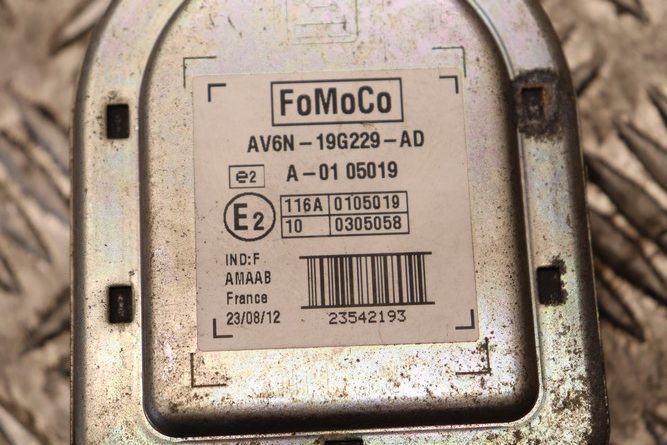 FoMoCo
AV6N-19G229-AD
e2 A-01 05019
E2 116A 0105019
10 0305058
IND:F
AMAAB
France
23/08/12 23542193